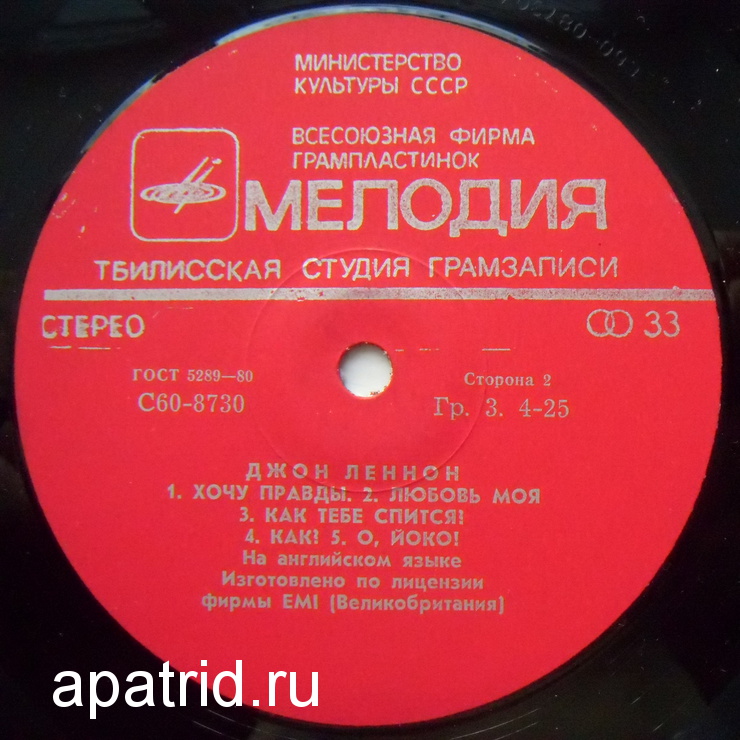 МИНИСТЕРСТВО
КУЛЬТУРЫ СССР
ВСЕСОЮЗНАЯ ФИРМА
ГРАМПЛАСТИНОК
МЕЛОДИЯ
ТБИЛИССКАЯ СТУДИЯ ГРАМЗАПИСИ
СТЕРЕО
33
ГОСТ 5289—80
Сторона 2
С60-8730
Гр. 3. 4-25
ДЖОН ЛЕННОН
1. ХОЧУ ПРАВДЫ. 2. ЛЮБОВЬ МОЯ
3. КАК ТЕБЕ СПИТСЯ?
4. КАК? 5. О, ЙОКО!
На английском языке
Изготовлено по лицензии
фирмы EMI (Великобритания)
apatrid.ru